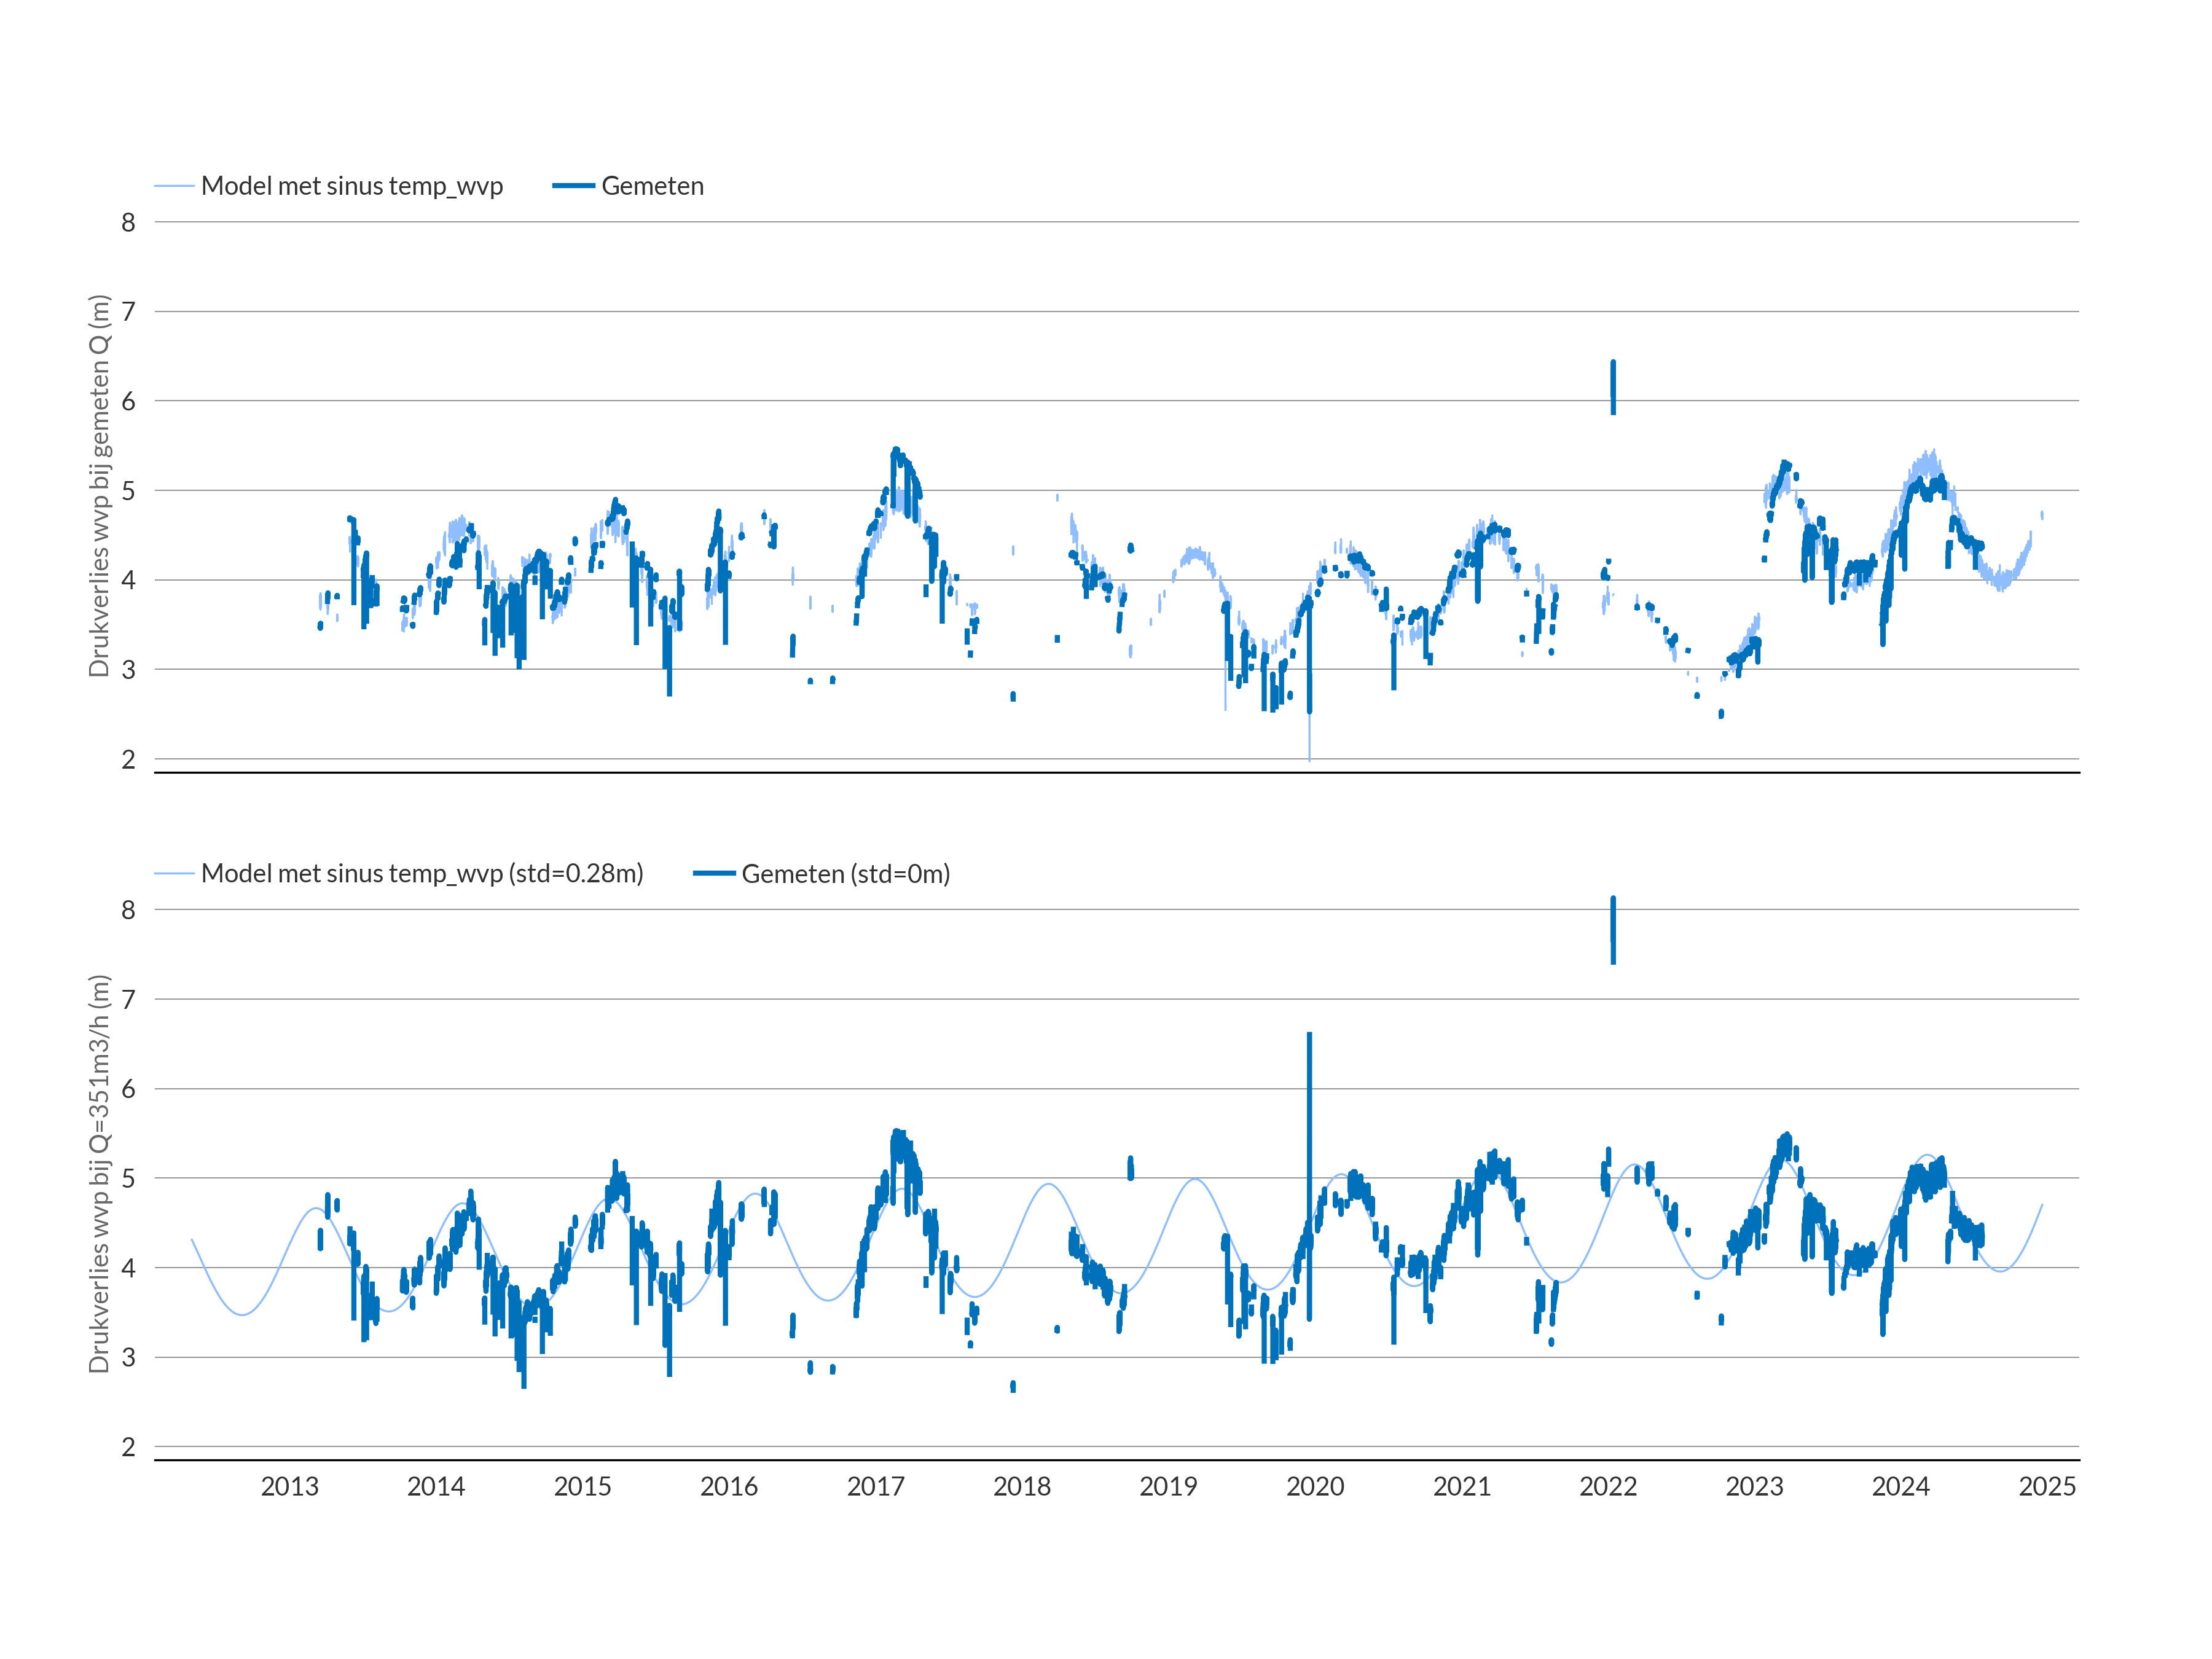 Model met sinus temp_wvp Gemeten
8
7
6
5
4
3
2
Drukverlies wvp bij gemeten Q (m)
Model met sinus temp_wvp (std=0.28m) Gemeten (std=0m)
8
7
6
5
4
3
2
Drukverlies wvp bij Q=351m3/h (m)
2013 2014 2015 2016 2017 2018 2019 2020 2021 2022 2023 2024 2025